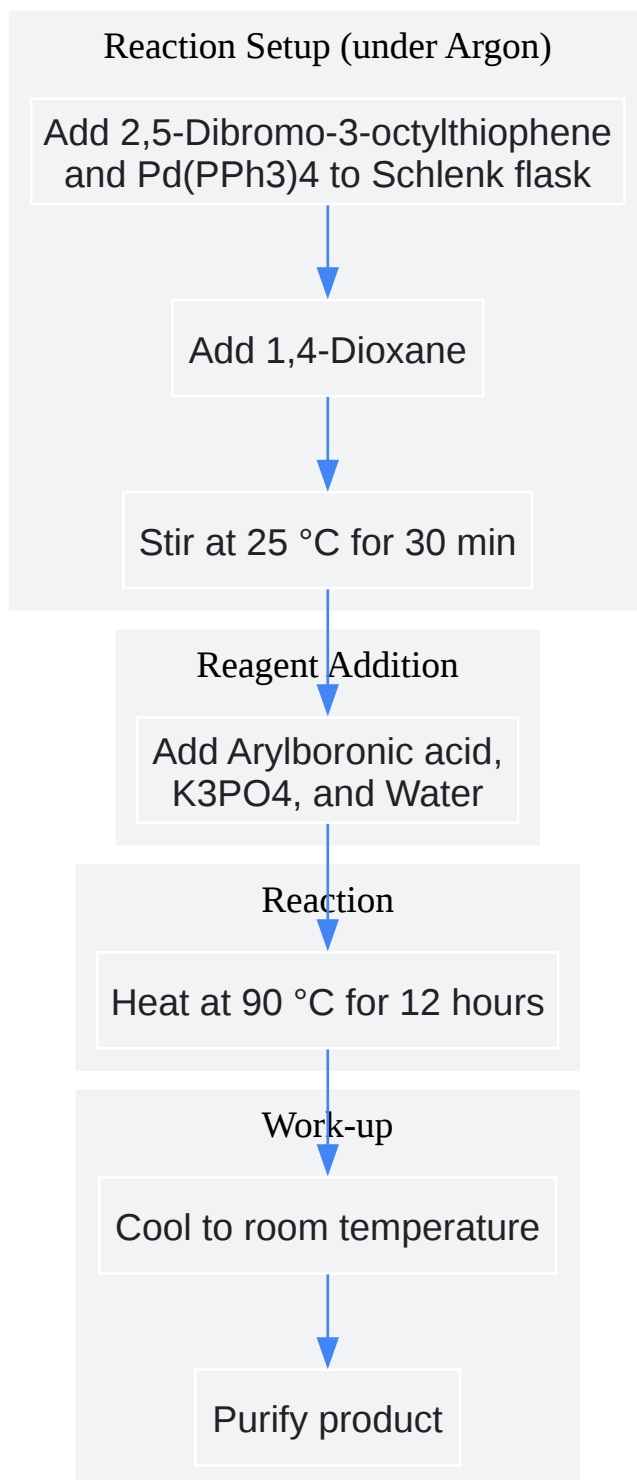 Reaction Setup (under Argon)
Add 2,5-Dibromo-3-octylthiophene
and Pd(PPh3)4 to Schlenk flask
Add 1,4-Dioxane
Stir at 25 °C for 30 min
Reagent Addition
Add Arylboronic acid,
K3PO4, and Water
Reaction
Heat at 90 °C for 12 hours
Work-up
Cool to room temperature
Purify product